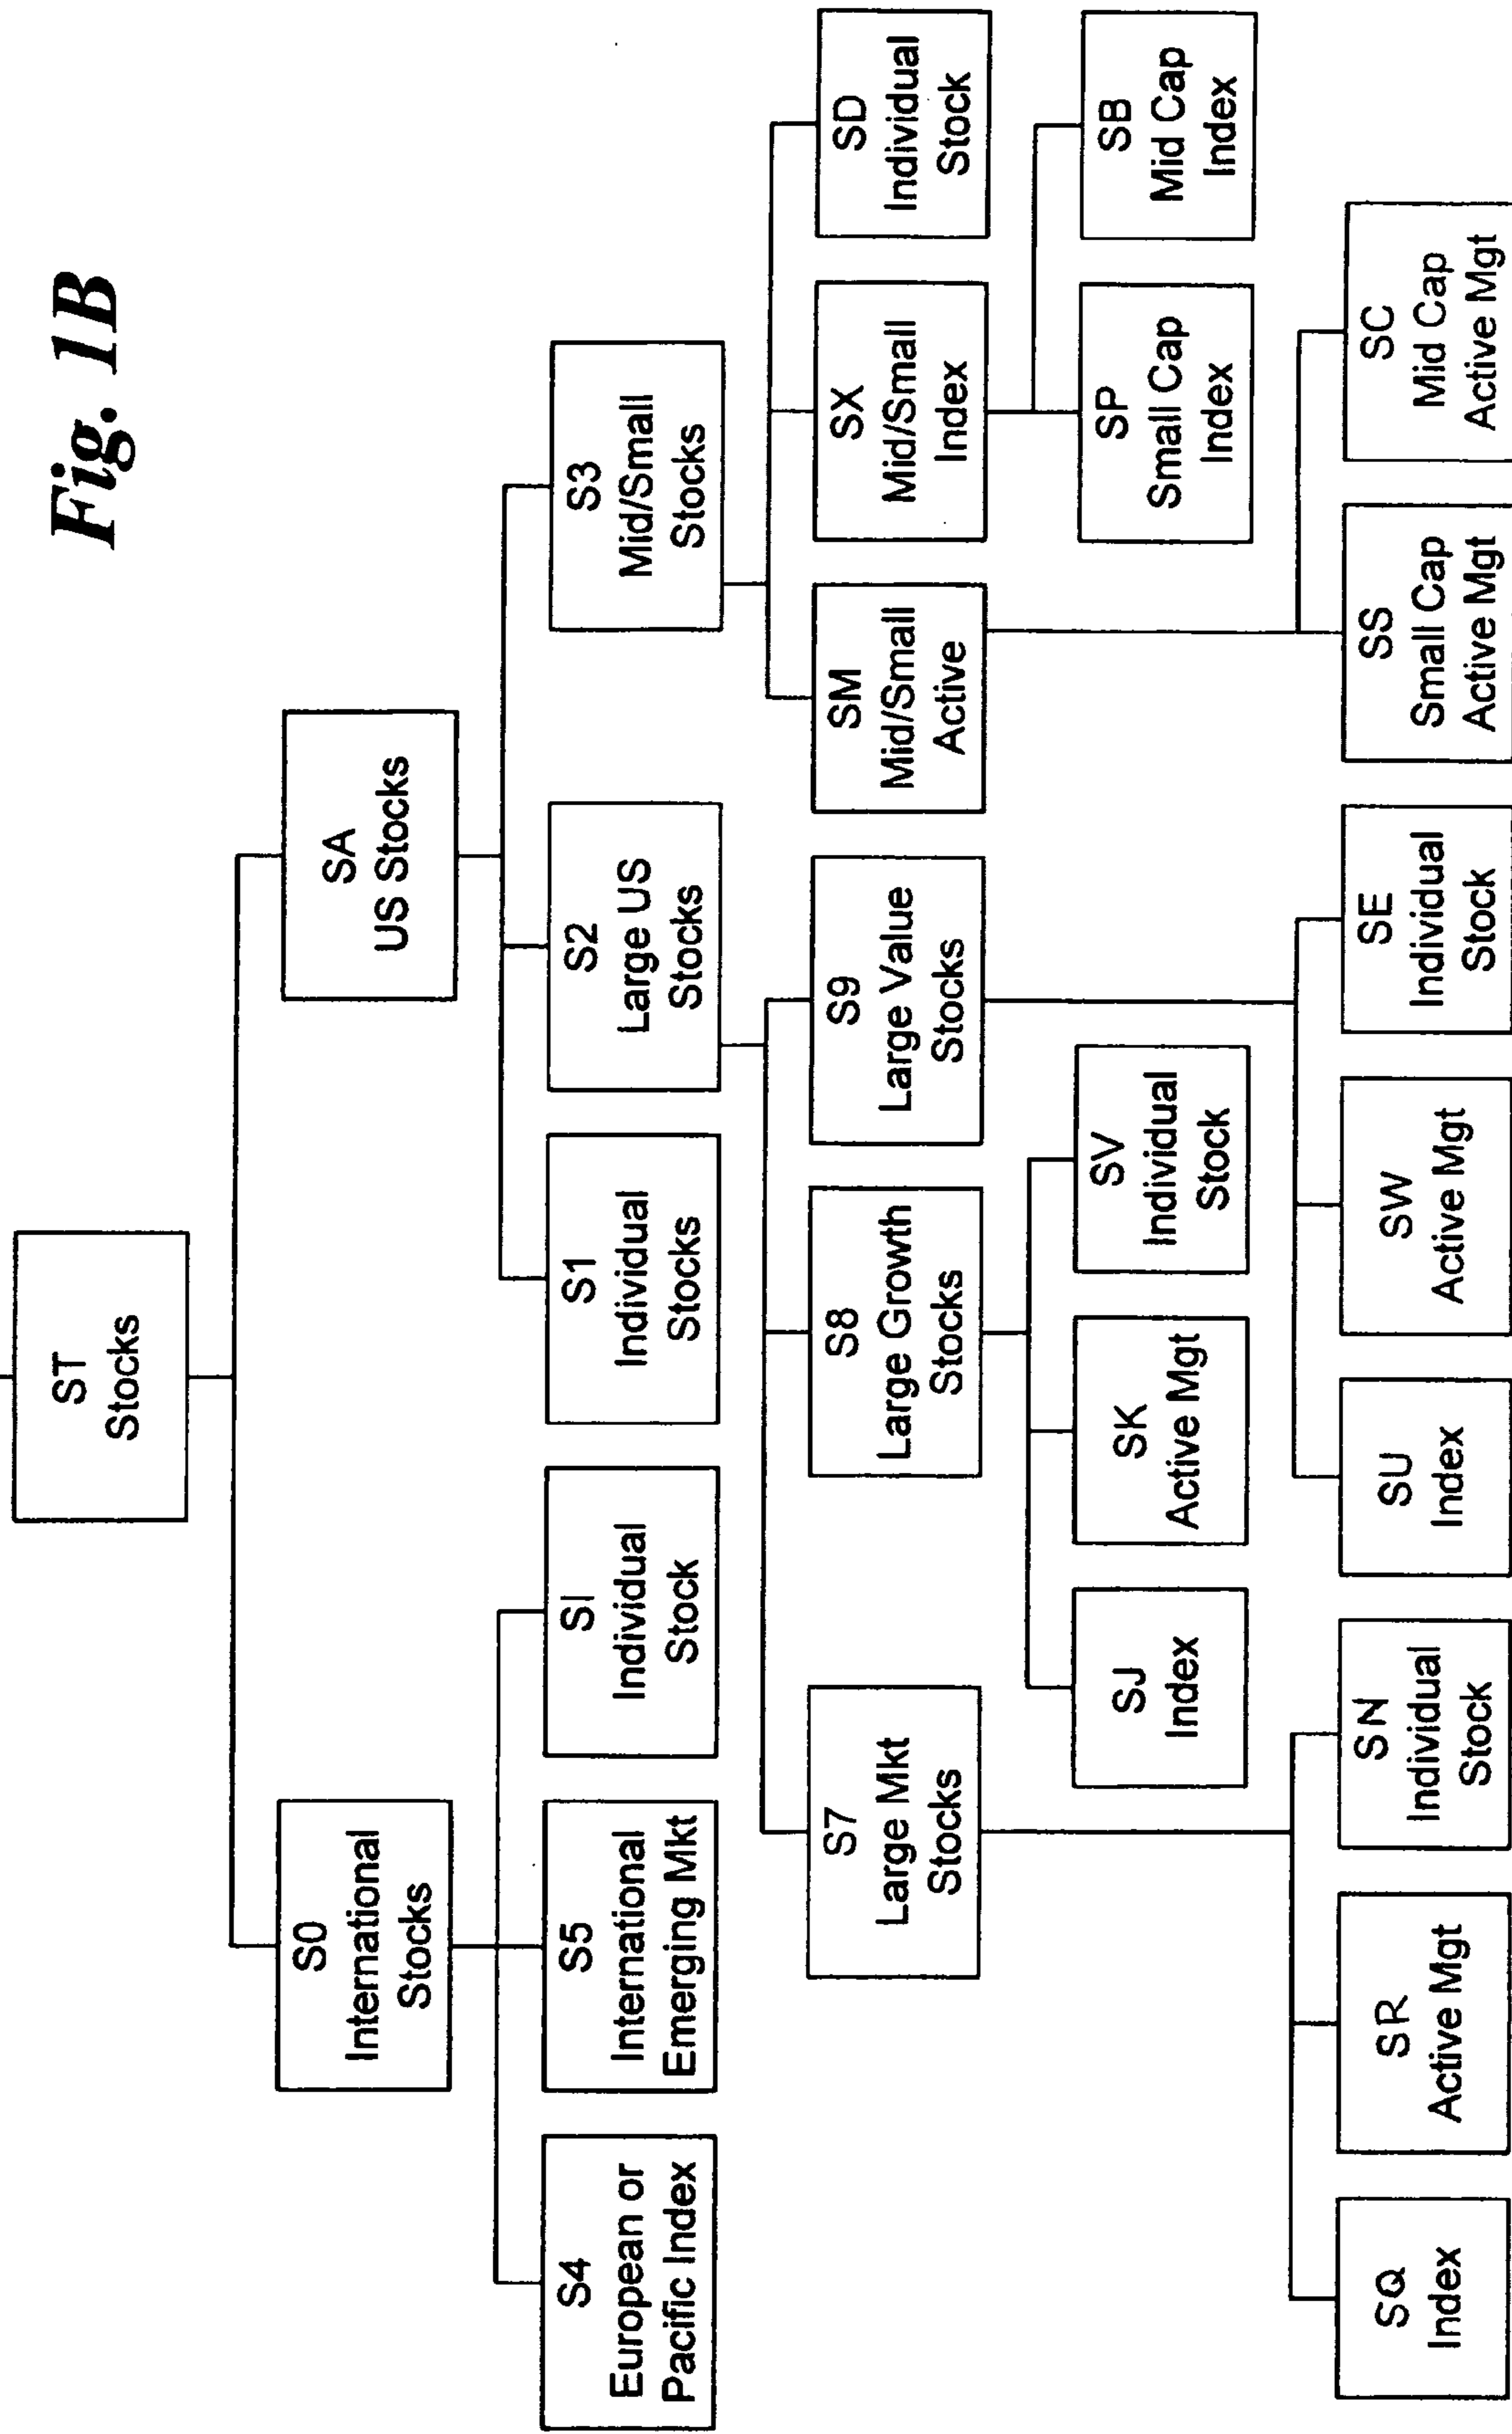 Fig. 1B
ST
Stocks
S0
International
Stocks
SA
US Stocks
S4
European or
Pacific Index
S5
International
Emerging Mkt
SI
Individual
Stock
S1
Individual
Stocks
S2
Large US
Stocks
S3
Mid/Small
Stocks
S7
Large Mkt
Stocks
S8
Large Growth
Stocks
S9
Large Value
Stocks
SM
Mid/Small
Active
SX
Mid/Small
Index
SD
Individual
Stock
SJ
Index
SK
Active Mgt
SV
Individual
Stock
SP
Small Cap
Index
SB
Mid Cap
Index
SQ
Index
SR
Active Mgt
SN
Individual
Stock
SU
Index
SW
Active Mgt
SE
Individual
Stock
SS
Small Cap
Active Mgt
SC
Mid Cap
Active Mgt